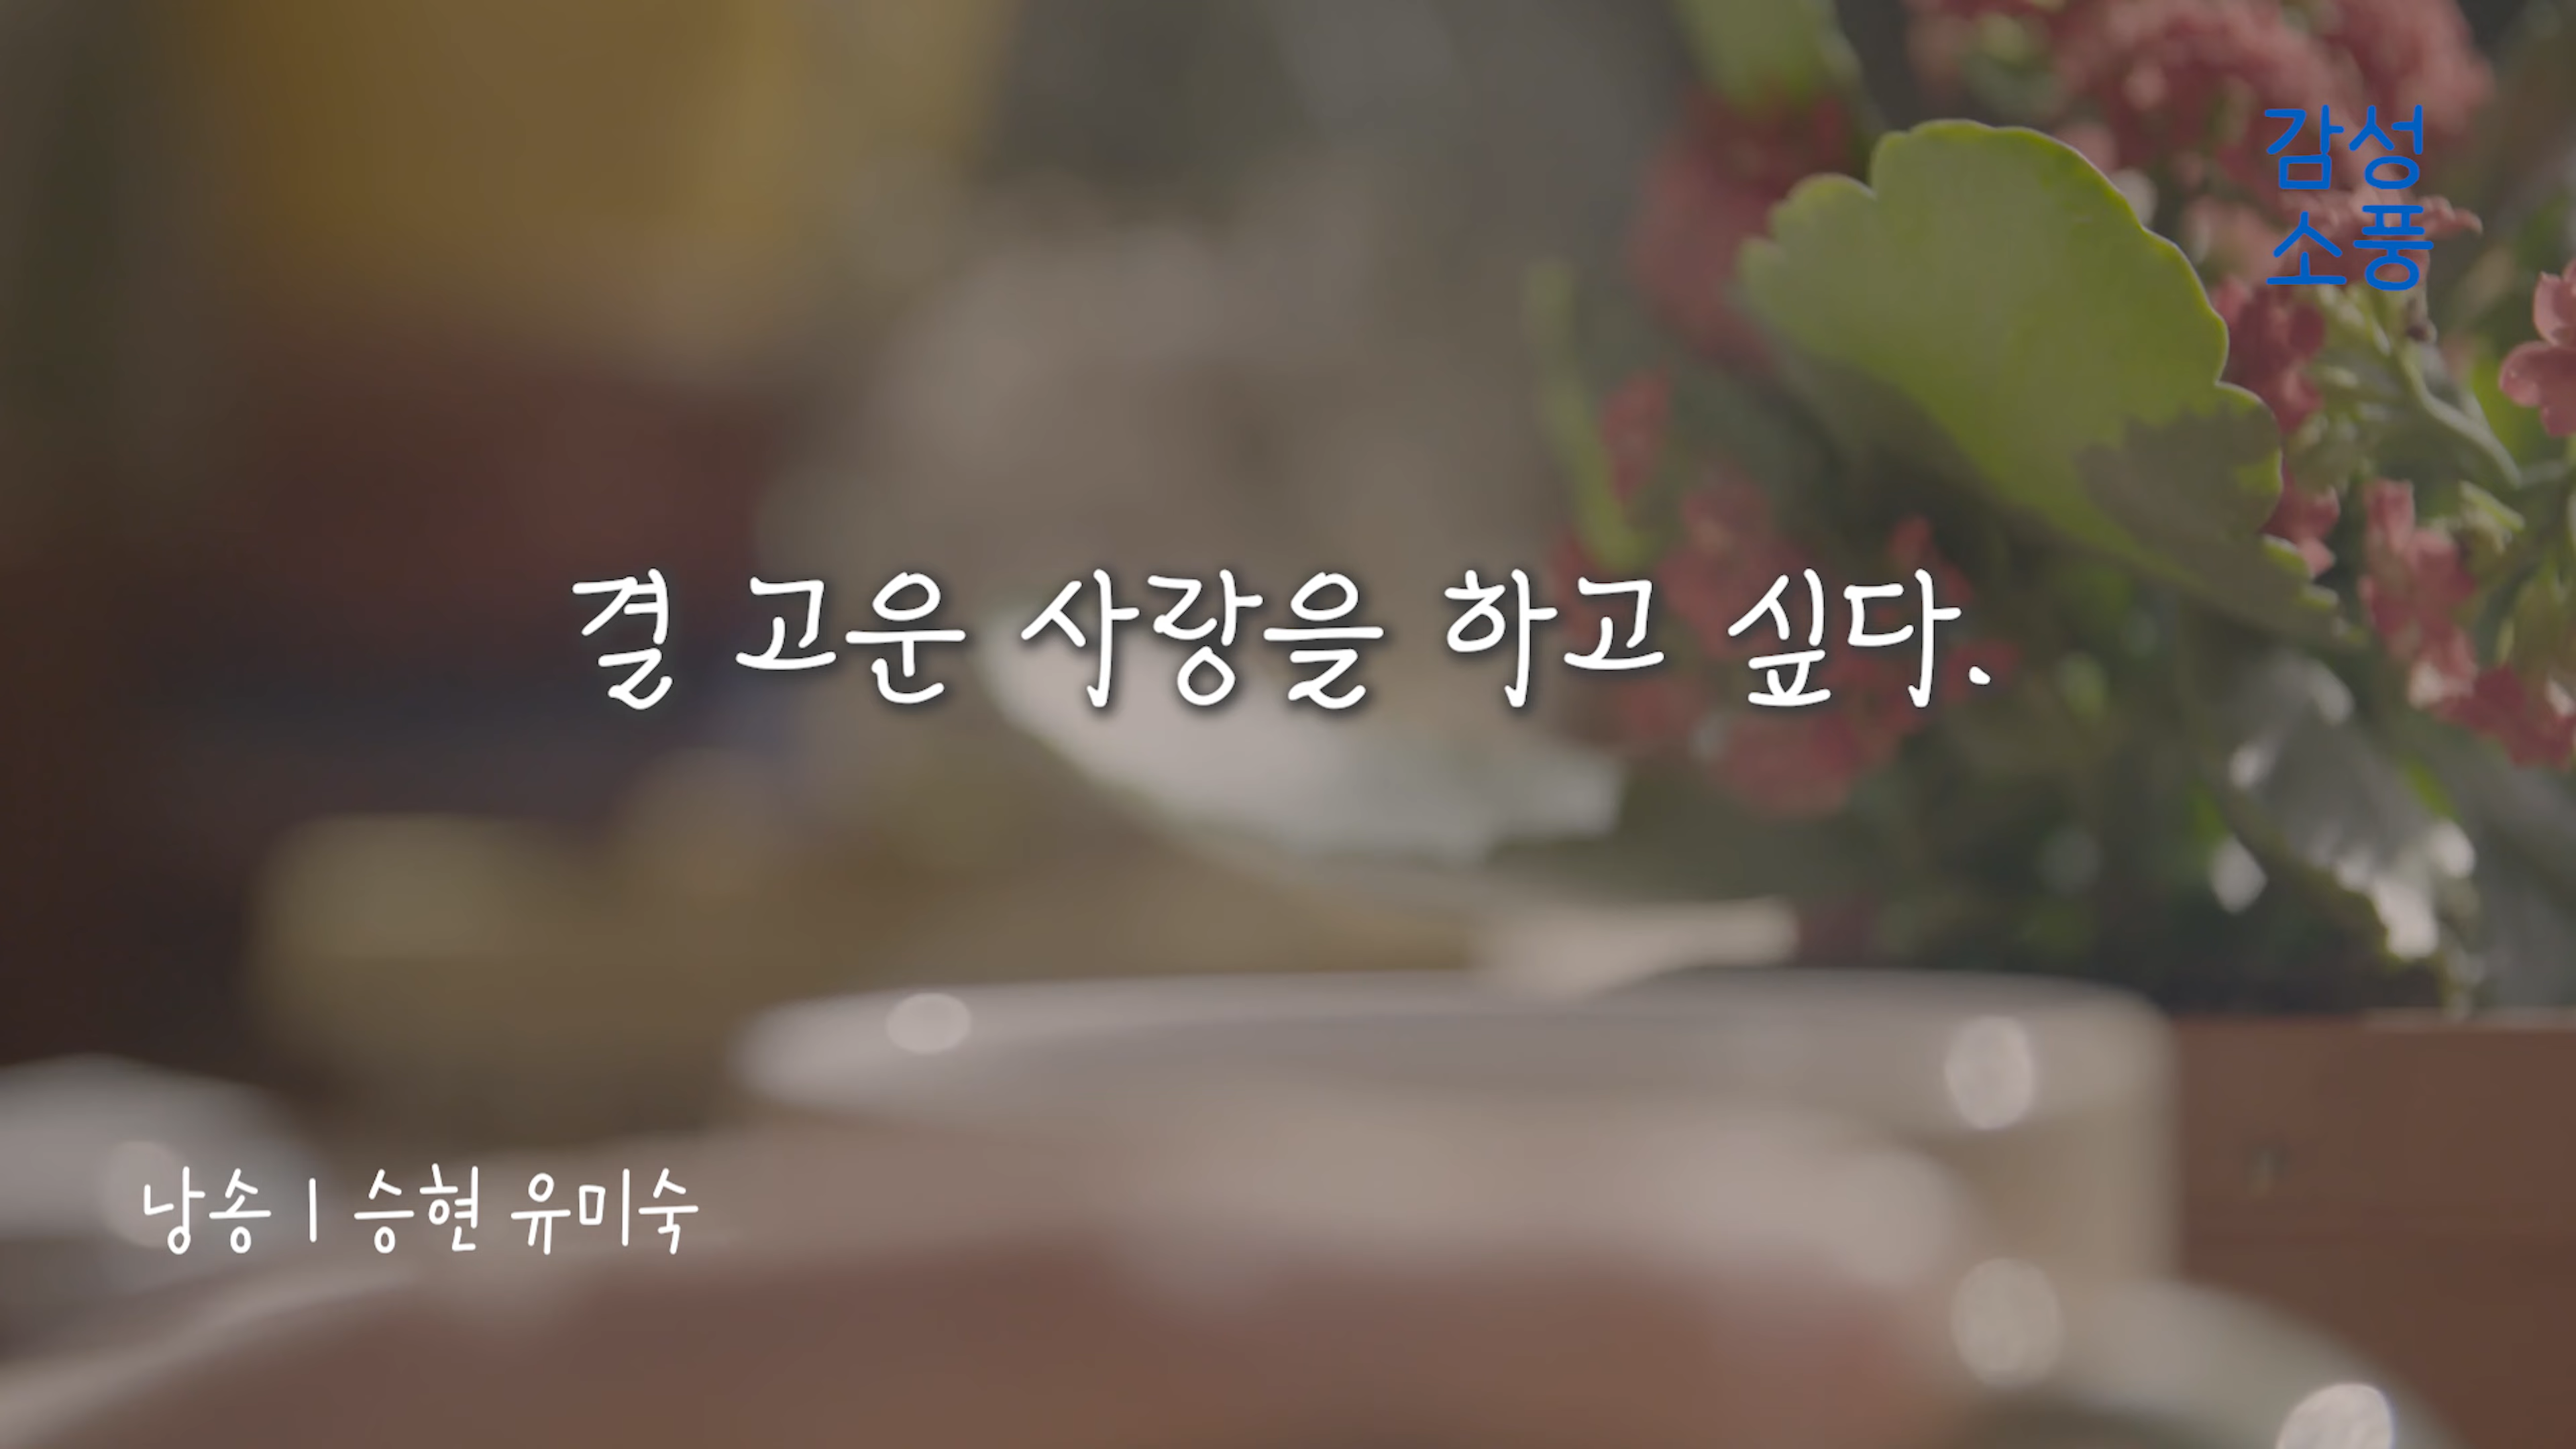 감성
소풍
결 고운 사랑을 하고 싶다.
낭송 | 승현 유미숙